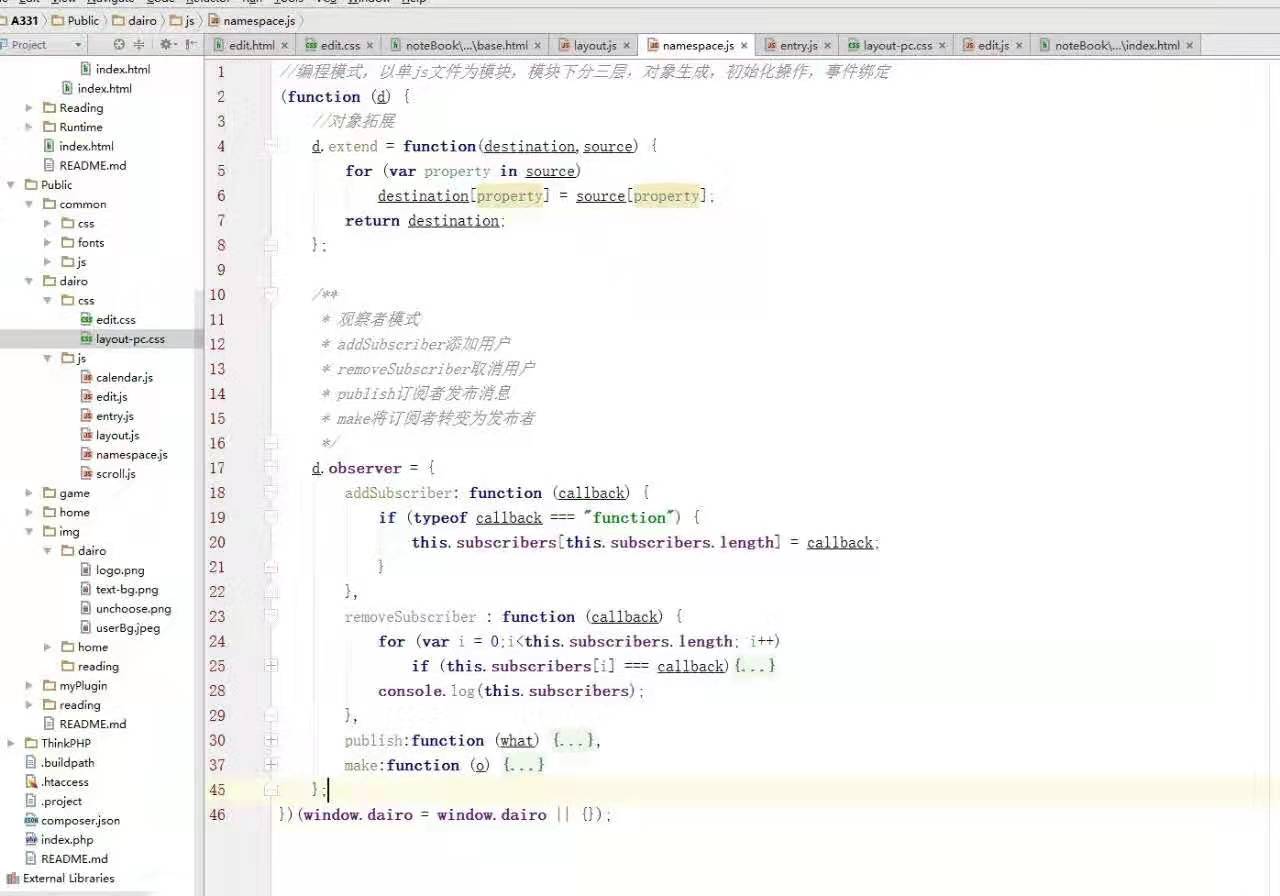 A331 Public dairo js namespace.js
Project
edit.html edit.css noteBook\...\base.html layout.js namespace.js entry.js layout-pc.css edit.js noteBook\...\index.html
index.html
index.html
Reading
Runtime
index.html
README.md
Public
common
css
fonts
js
dairo
css
edit.css
layout-pc.css
js
calendar.js
edit.js
entry.js
layout.js
namespace.js
scroll.js
game
home
img
dairo
logo.png
text-bg.png
unchoose.png
userBg.jpeg
home
reading
myPlugin
reading
README.md
ThinkPHP
.buildpath
.htaccess
.project
composer.json
index.php
README.md
External Libraries
1 //编程模式，以单js文件为模块，模块下分三层，对象生成，初始化操作，事件绑定
2 (function (d) {
3 //对象拓展
4 d.extend = function(destination,source) {
5 for (var property in source)
6 destination[property] = source[property];
7 return destination;
8 };
9
10 /**
11 * 观察者模式
12 * addSubscriber添加用户
13 * removeSubscriber取消用户
14 * publish订阅者发布消息
15 * make将订阅者转变为发布者
16 */
17 d.observer = {
18 addSubscriber: function (callback) {
19 if (typeof callback === "function") {
20 this.subscribers[this.subscribers.length] = callback;
21 }
22 },
23 removeSubscriber : function (callback) {
24 for (var i = 0;i<this.subscribers.length; i++)
25 if (this.subscribers[i] === callback){...}
28 console.log(this.subscribers);
29 },
30 publish:function (what) {...},
37 make:function (o) {...}
45 };
46 })(window.dairo = window.dairo || {});